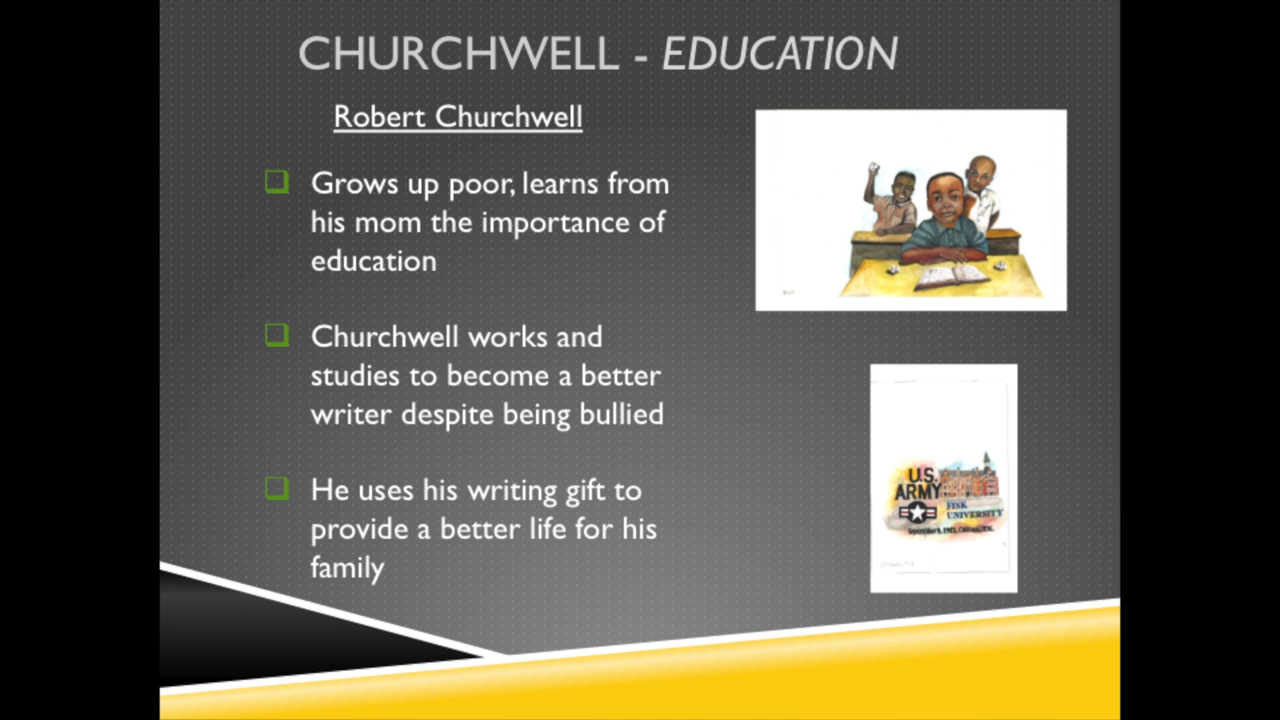 CHURCHWELL - EDUCATION
Robert Churchwell
Grows up poor, learns from
his mom the importance of
education
Churchwell works and
studies to become a better
writer despite being bullied
He uses his writing gift to
provide a better life for his
family
U.S.
ARMY
FISK
UNIVERSITY